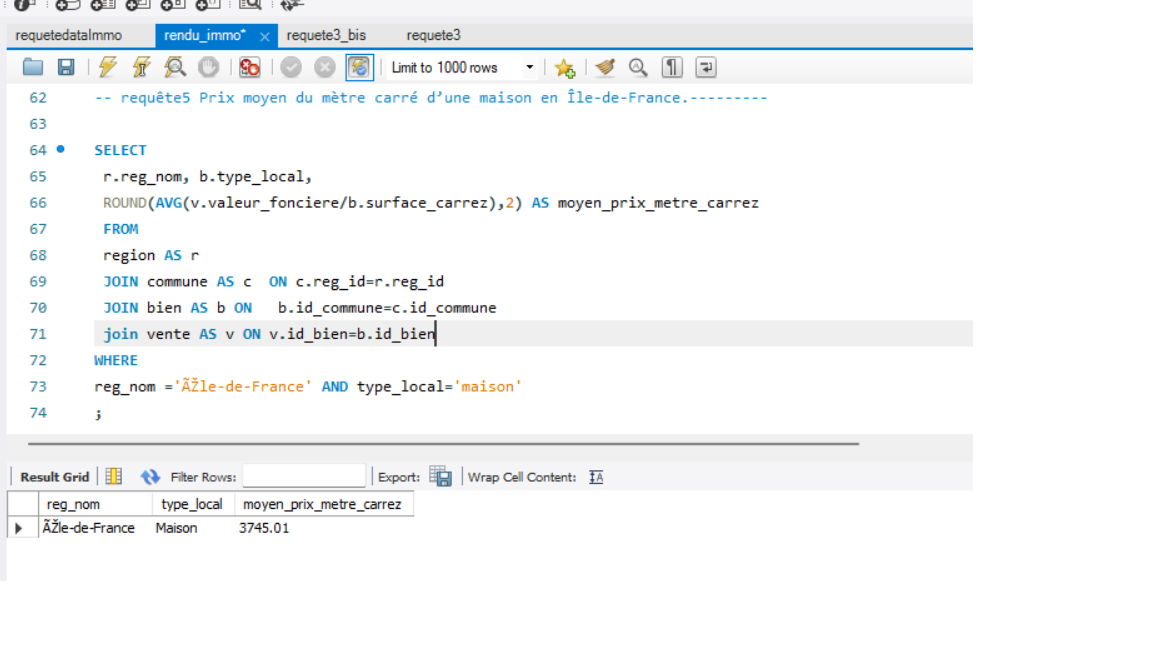 requetedataImmo rendu_immo* requete3_bis requete3
Limit to 1000 rows
62 -- requête5 Prix moyen du mètre carré d’une maison en Île-de-France.---------
63
64 SELECT
65 r.reg_nom, b.type_local,
66 ROUND(AVG(v.valeur_fonciere/b.surface_carrez),2) AS moyen_prix_metre_carrez
67 FROM
68 region AS r
69 JOIN commune AS c ON c.reg_id=r.reg_id
70 JOIN bien AS b ON b.id_commune=c.id_commune
71 join vente AS v ON v.id_bien=b.id_bien
72 WHERE
73 reg_nom ='ÃŽle-de-France' AND type_local='maison'
74 ;
Result Grid Filter Rows: Export: Wrap Cell Content: IA
reg_nom type_local moyen_prix_metre_carrez
ÃŽle-de-France Maison 3745.01